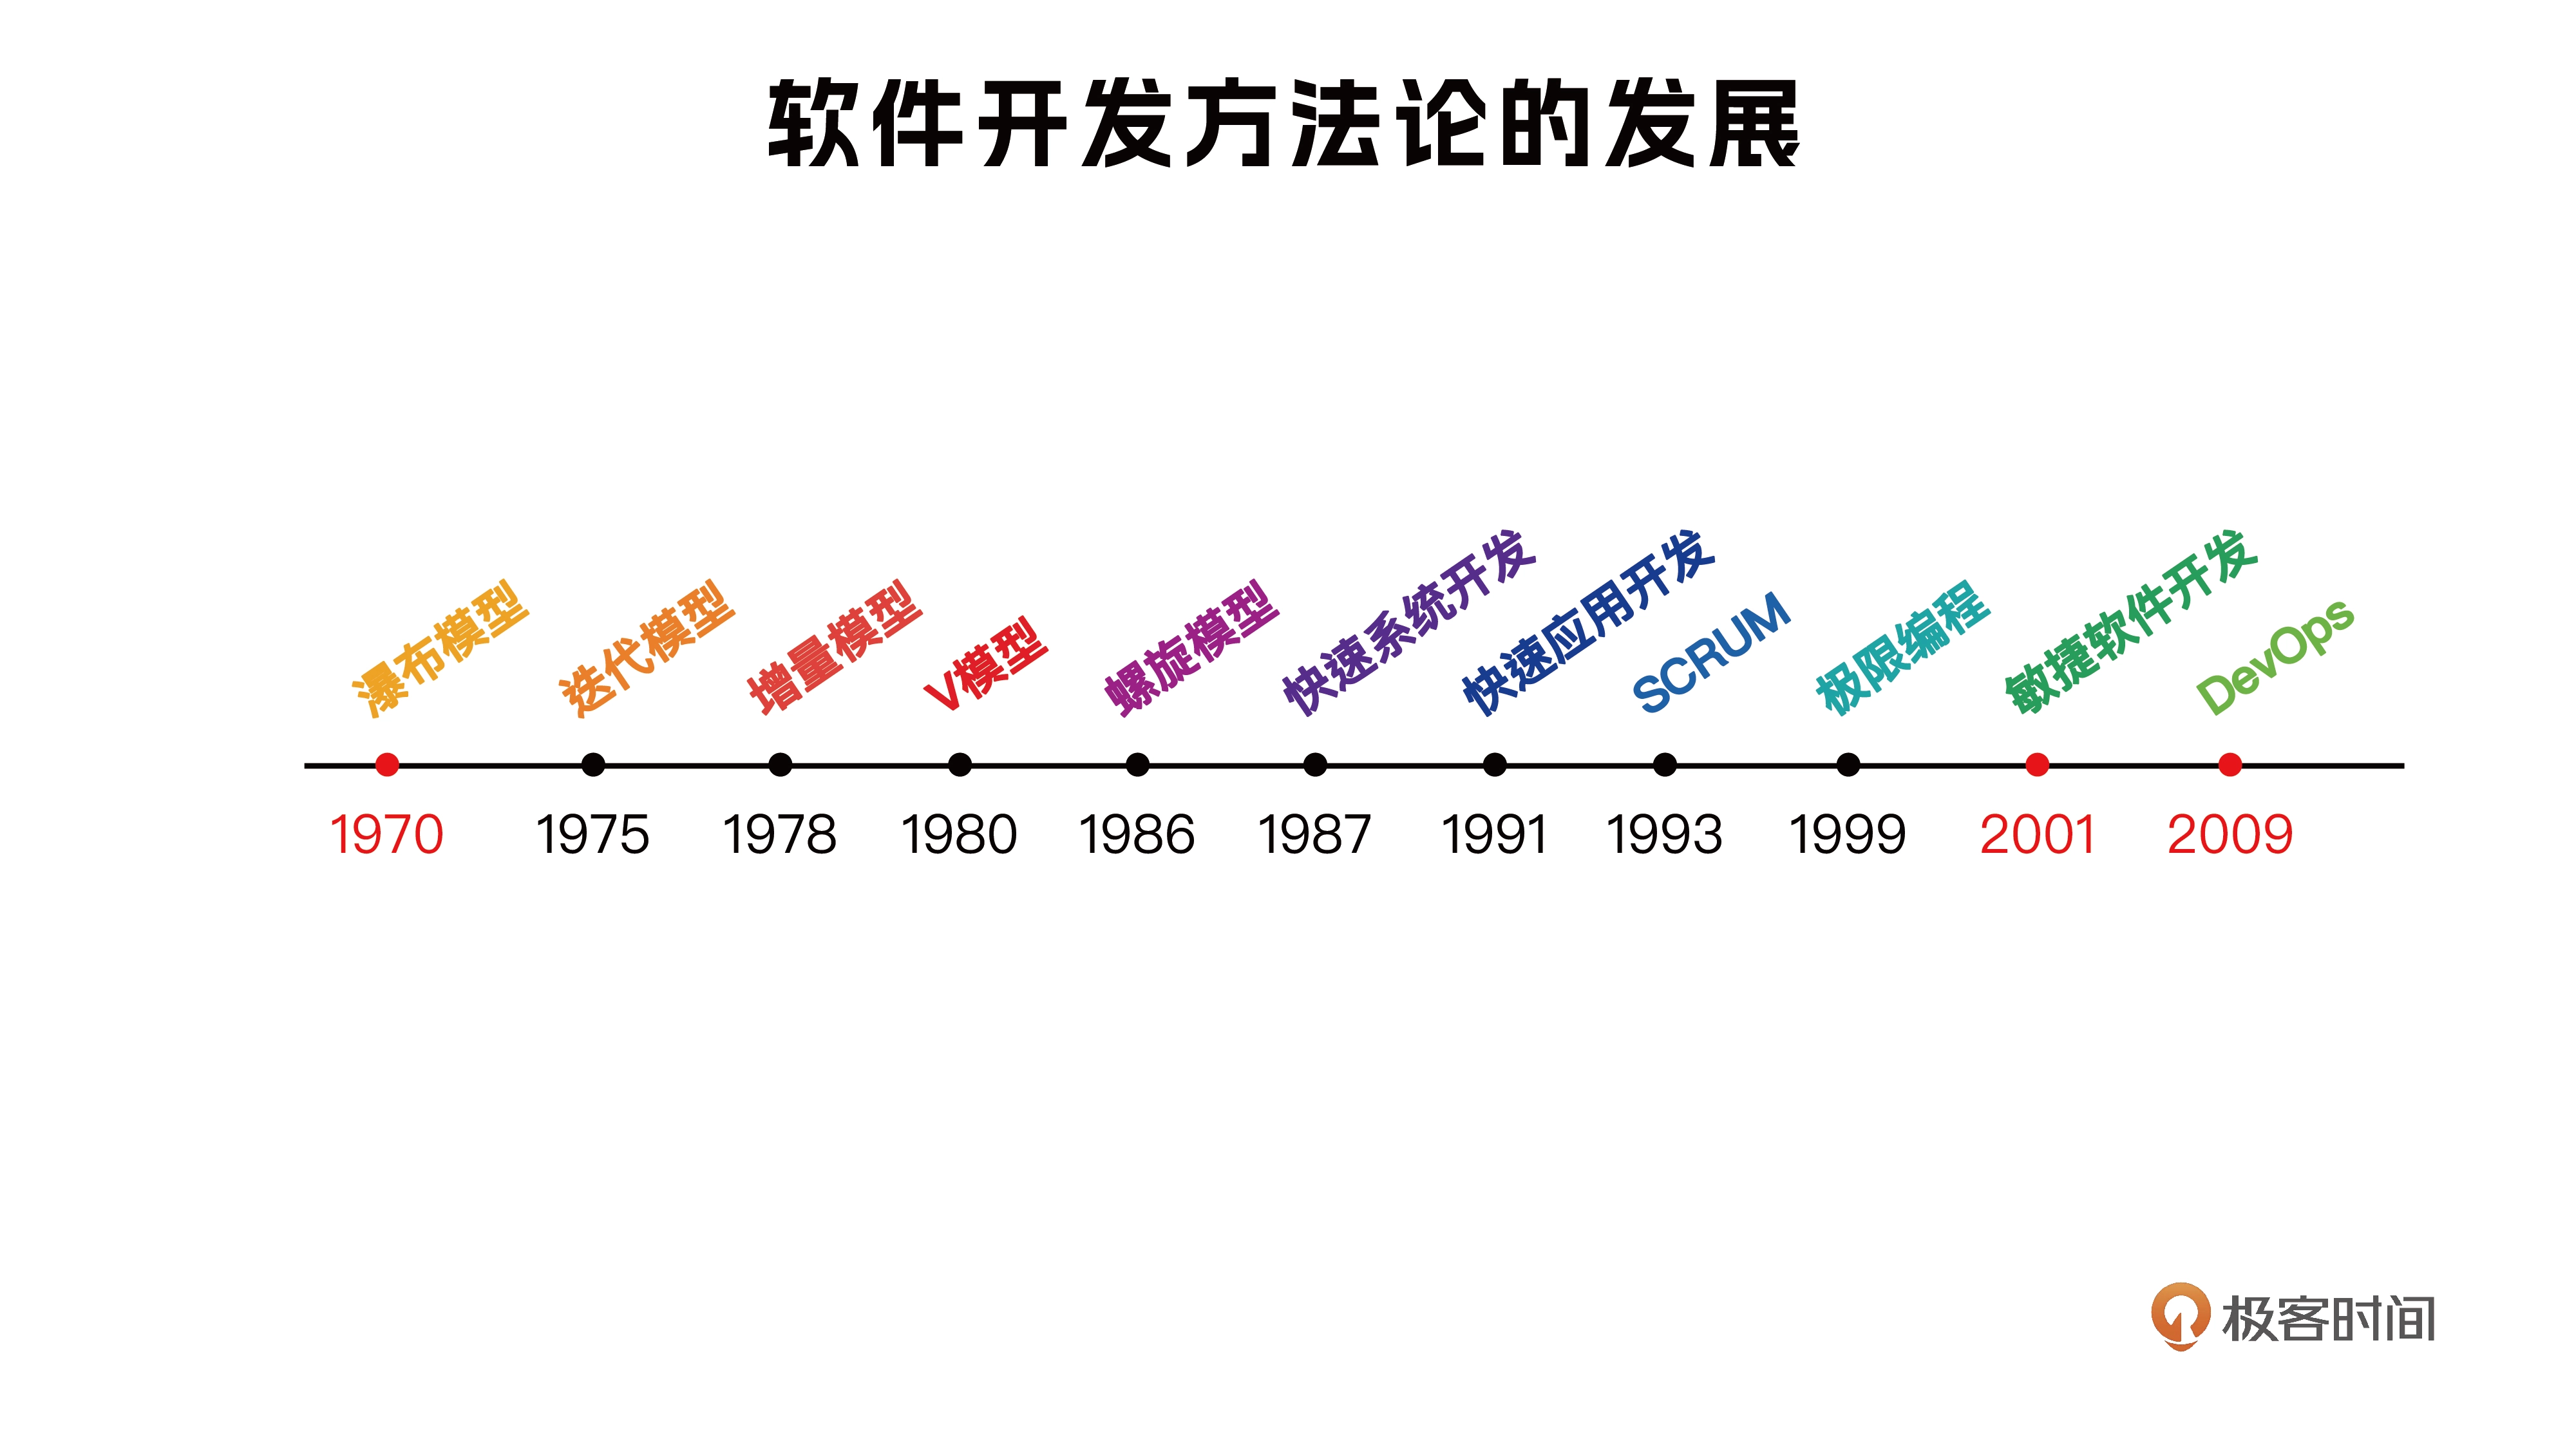 软件开发方法论的发展
瀑布模型
迭代模型
增量模型
V模型
螺旋模型
快速系统开发
快速应用开发
SCRUM
极限编程
敏捷软件开发
DevOps
1970
1975
1978
1980
1986
1987
1991
1993
1999
2001
2009
极客时间